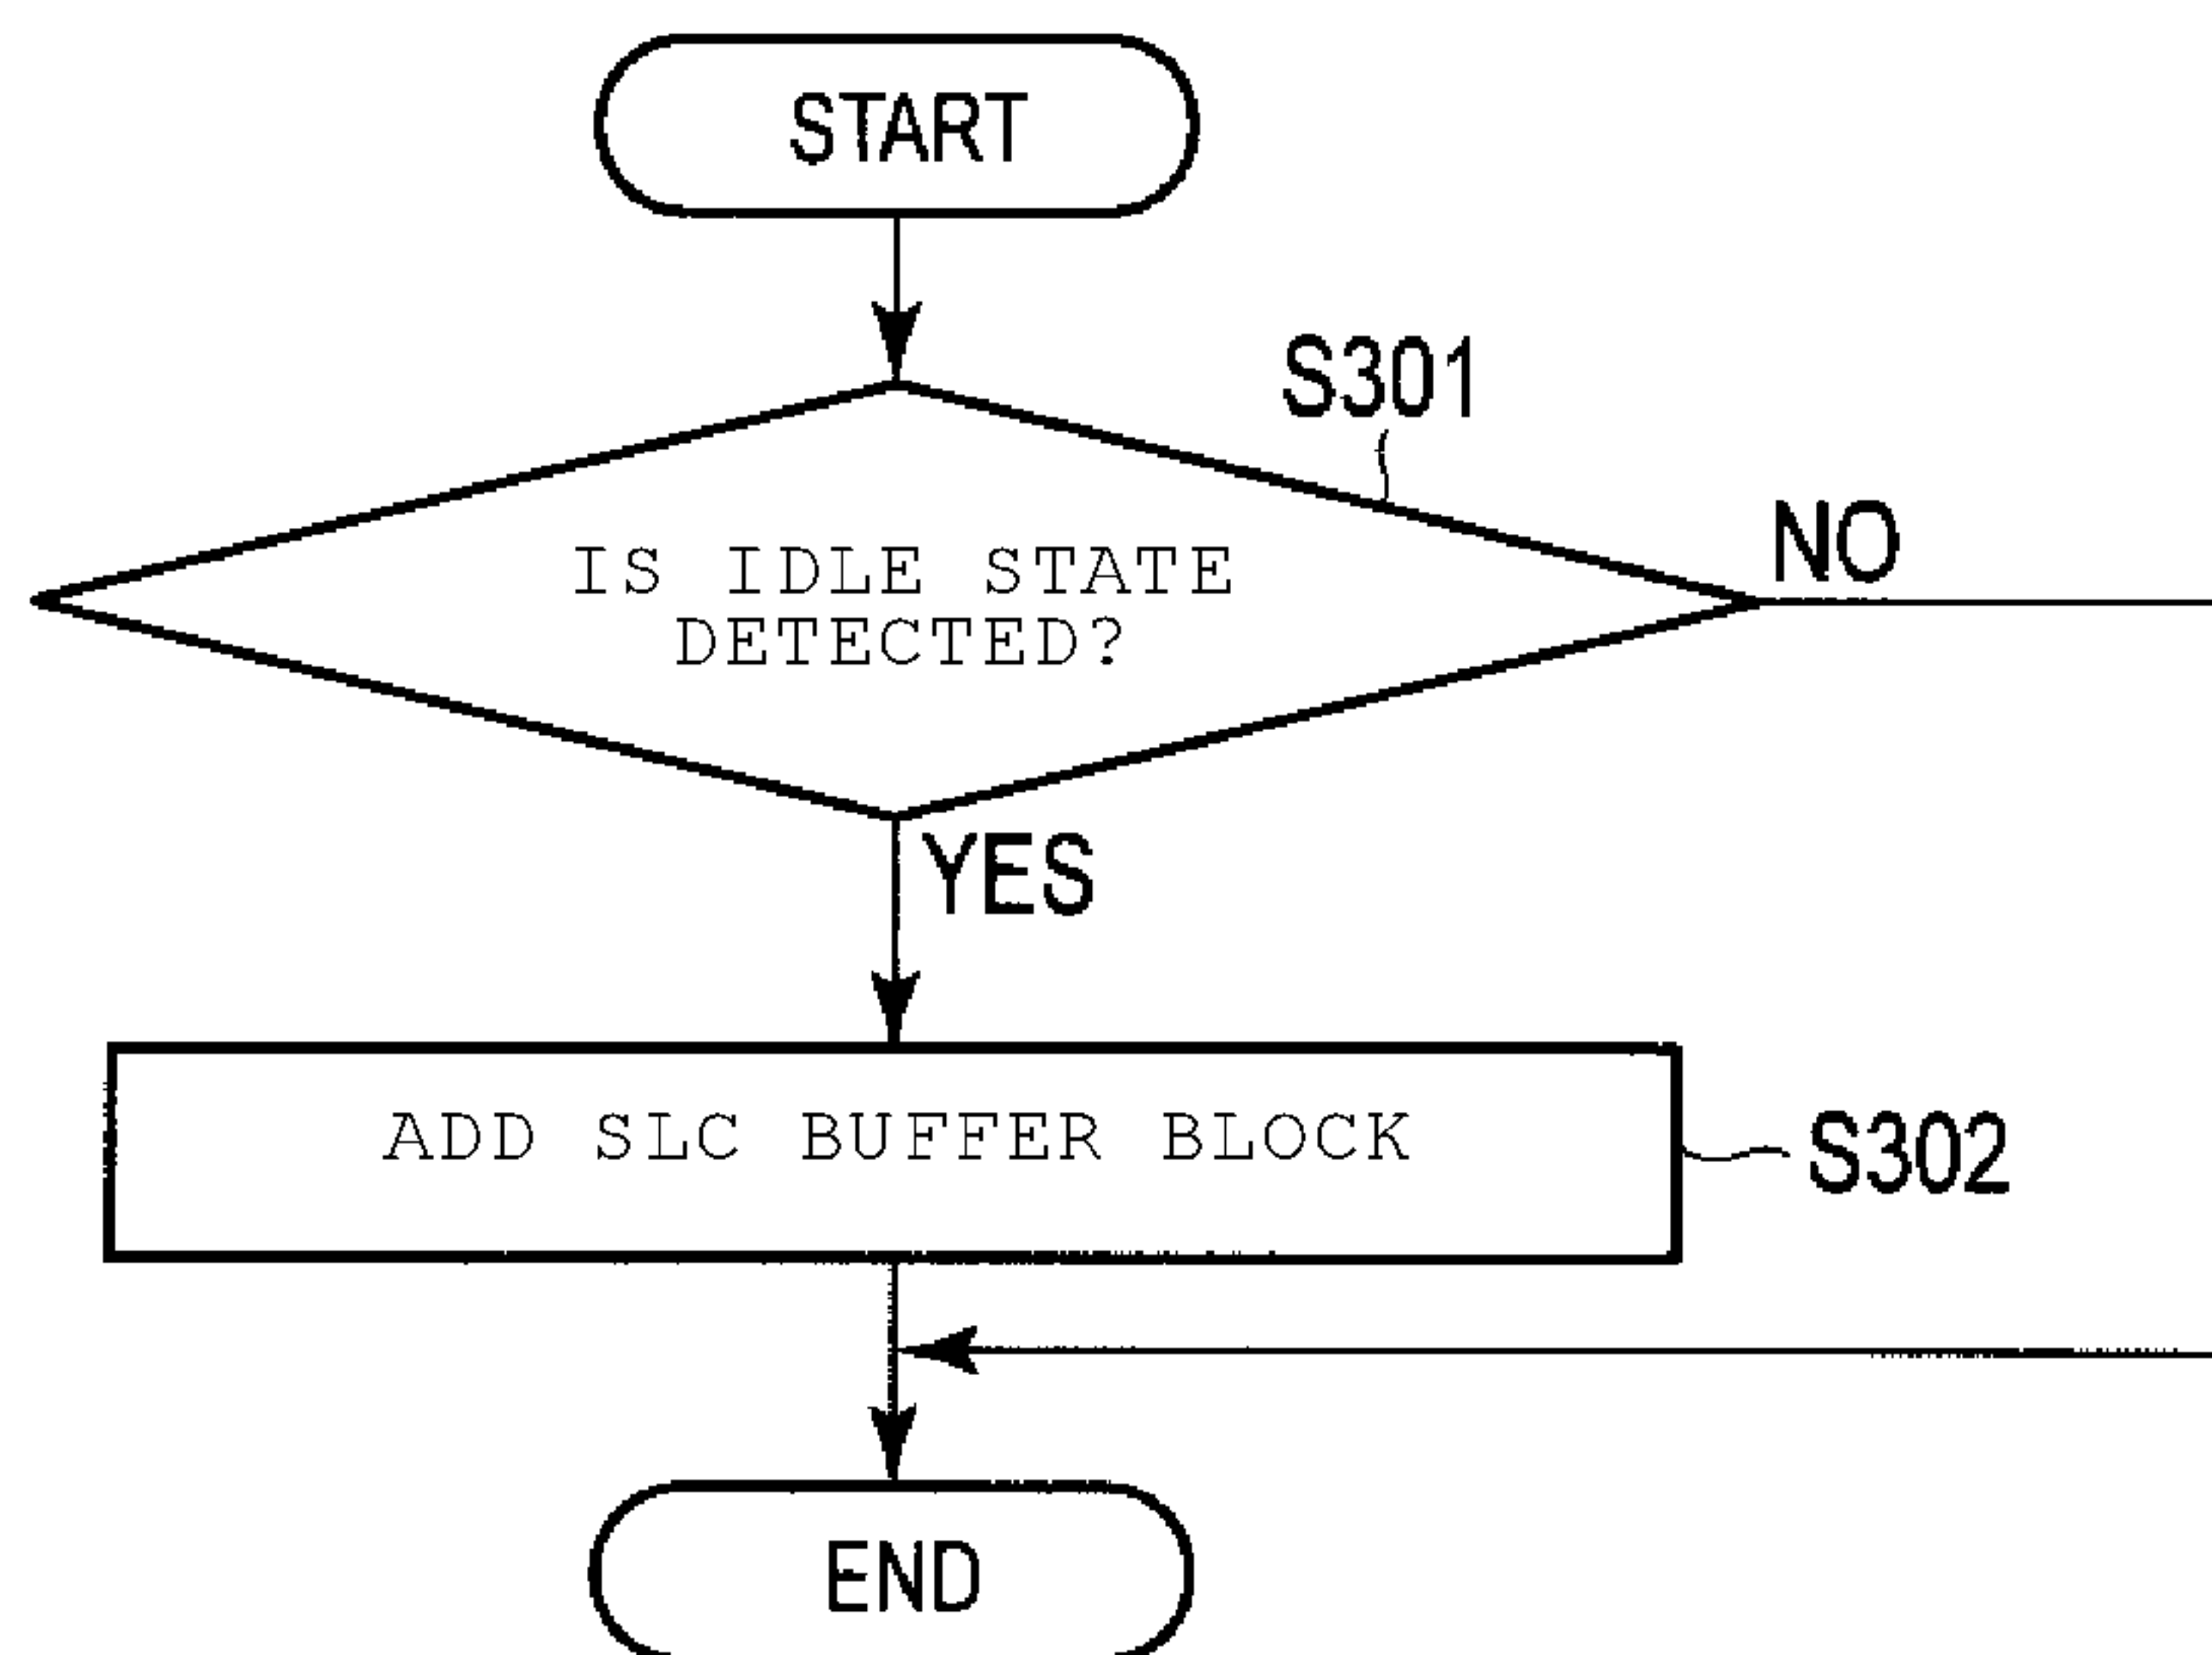 START
S301
NO
IS IDLE STATE
DETECTED?
YES
ADD SLC BUFFER BLOCK
S302
END